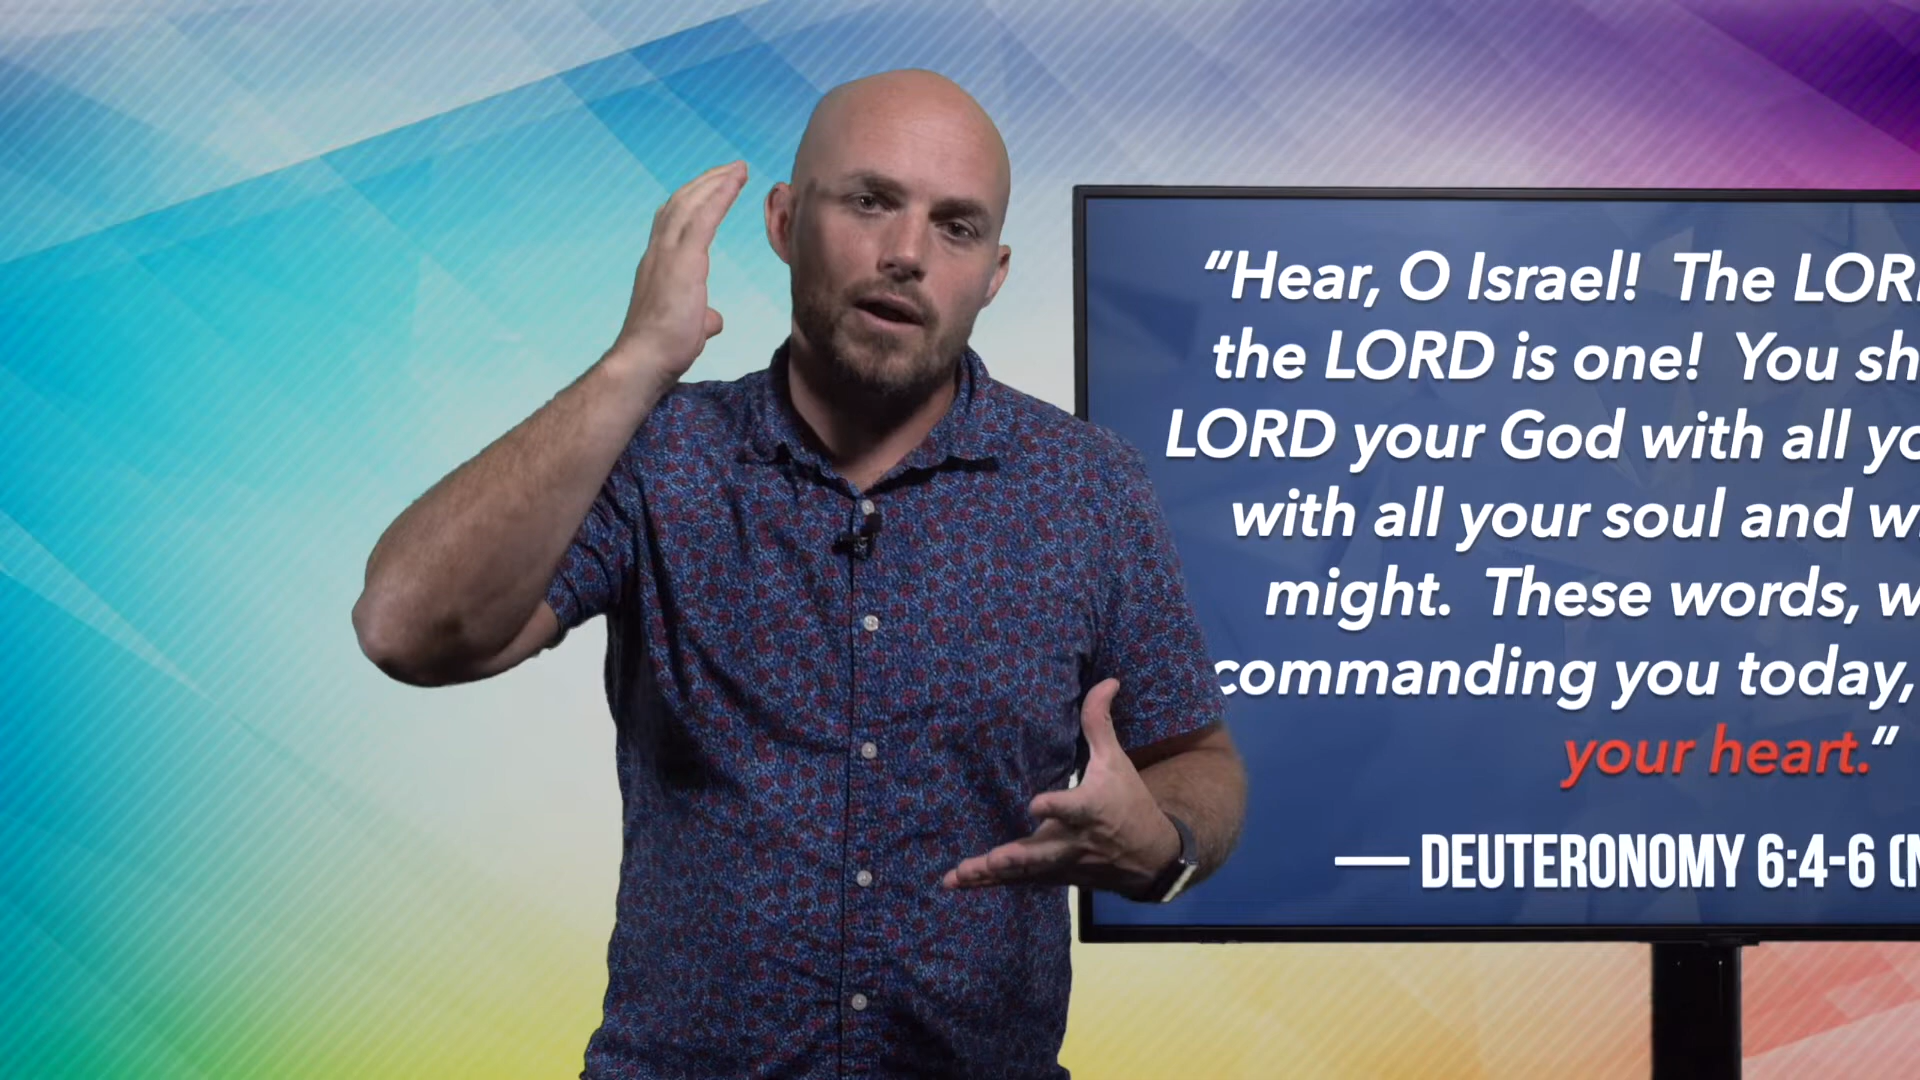 “Hear, O Israel!  The LOR
the LORD is one!  You sh
LORD your God with all yo
with all your soul and w
might.  These words, w
commanding you today,
your heart.”
— DEUTERONOMY 6:4-6 (N